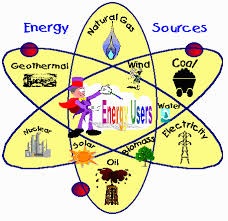 Energy Sources
Natural Gas
Geothermal
Wind
Coal
Energy Users
Water
Nuclear
Solar
Biomass
Electricity
Oil